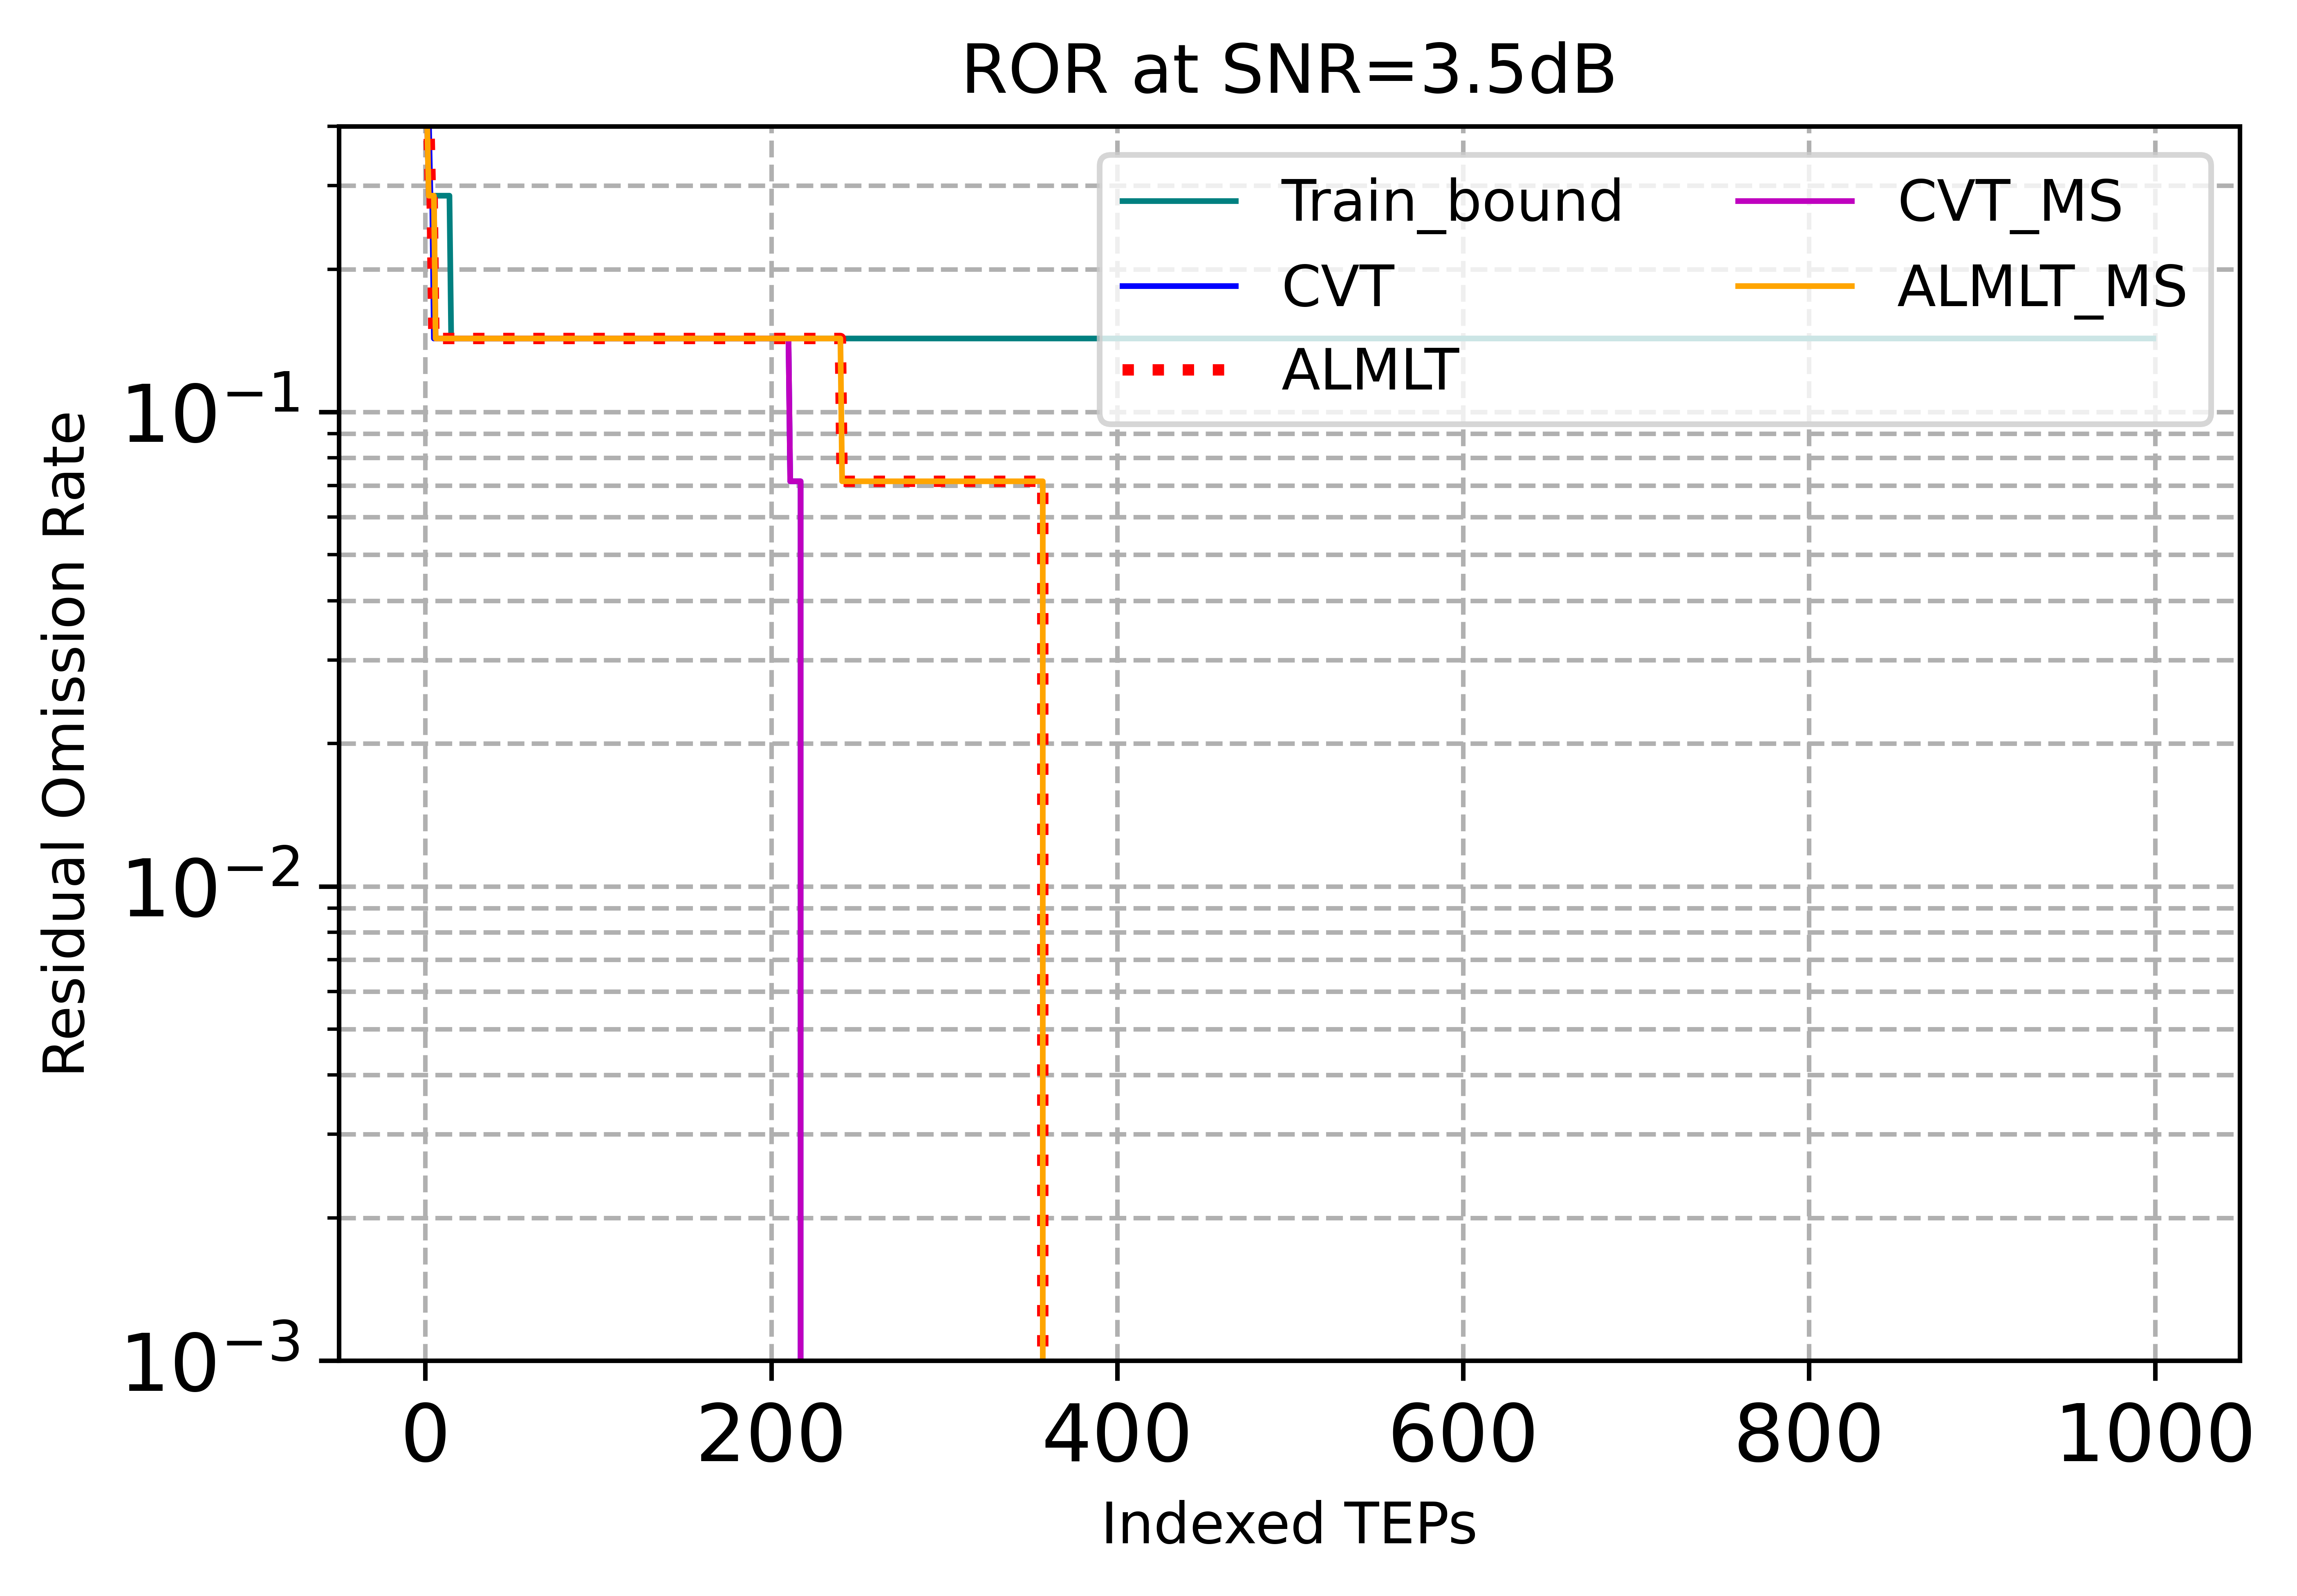 ROR at SNR=3.5dB
Train_bound
CVT
ALMLT
CVT_MS
ALMLT_MS
Residual Omission Rate
10⁻¹
10⁻²
10⁻³
0 200 400 600 800 1000
Indexed TEPs